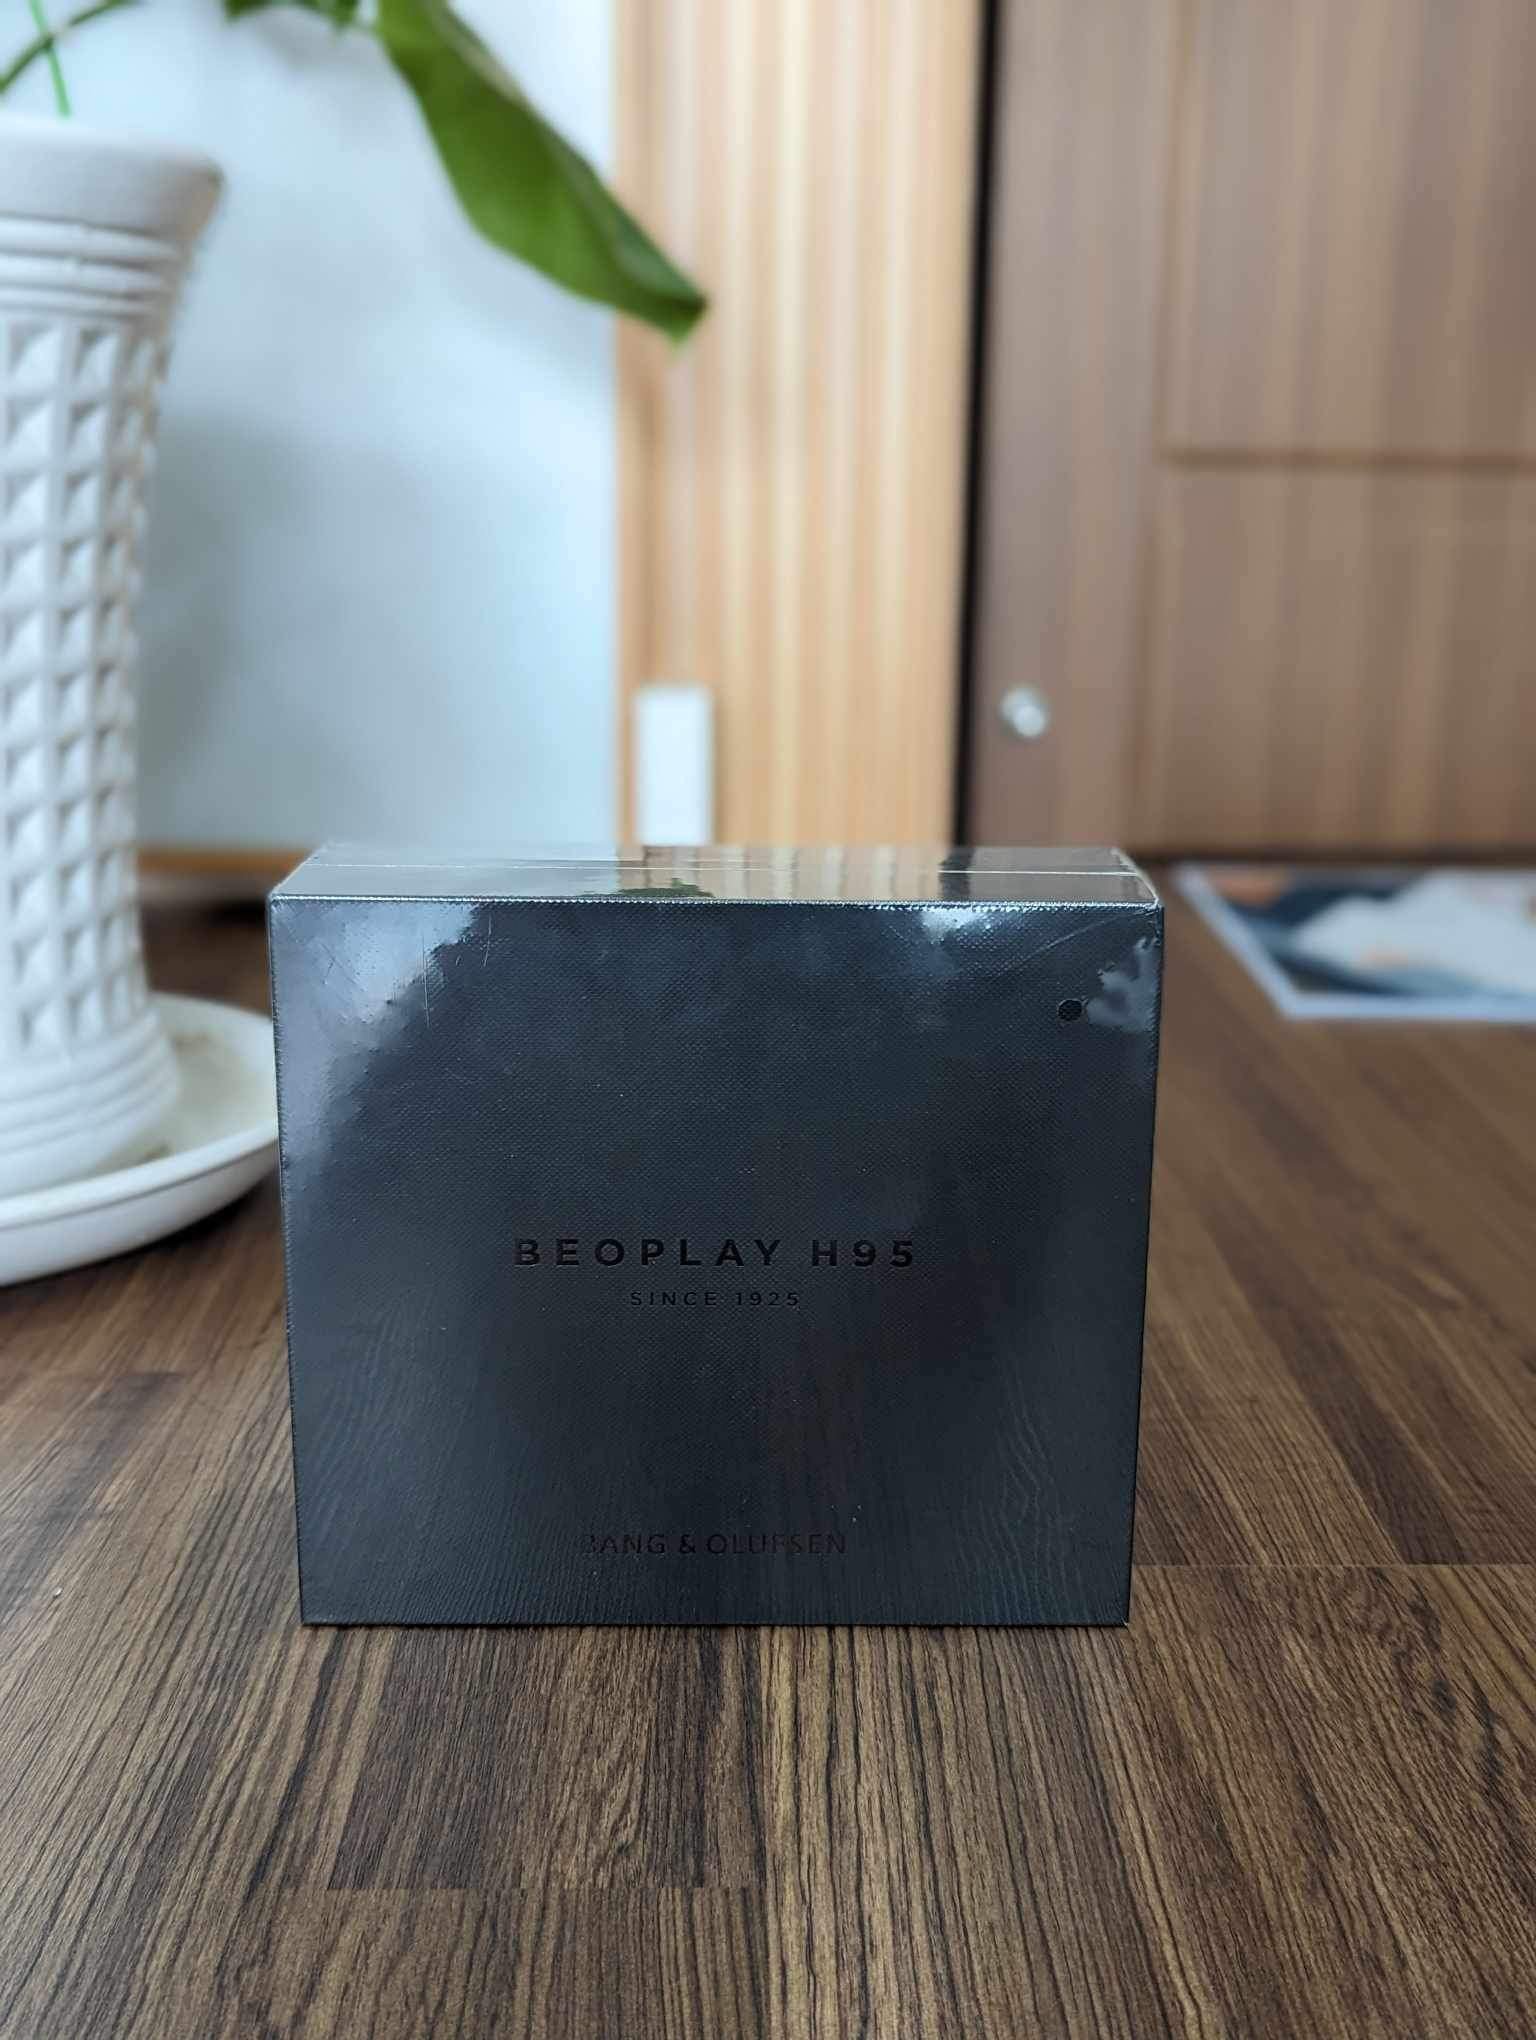 BEOPLAY H95
SINCE 1925
BANG & OLUFSEN